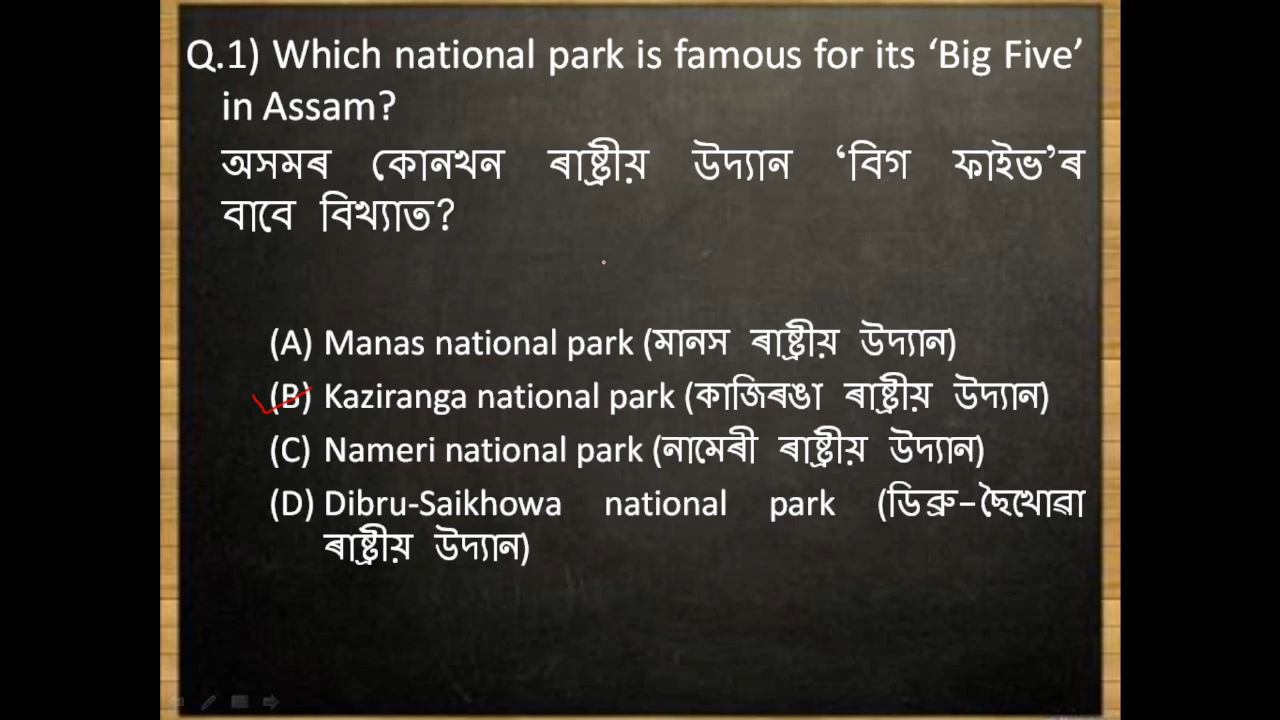 Q.1) Which national park is famous for its ‘Big Five’
in Assam?
অসমৰ কোনখন ৰাষ্ট্ৰীয় উদ্যান ‘বিগ ফাইভ’ৰ
বাবে বিখ্যাত?
(A) Manas national park (মানস ৰাষ্ট্ৰীয় উদ্যান)
(B) Kaziranga national park (কাজিৰঙা ৰাষ্ট্ৰীয় উদ্যান)
(C) Nameri national park (নামেৰী ৰাষ্ট্ৰীয় উদ্যান)
(D) Dibru-Saikhowa national park (ডিব্ৰু-ছৈখোৱা
ৰাষ্ট্ৰীয় উদ্যান)